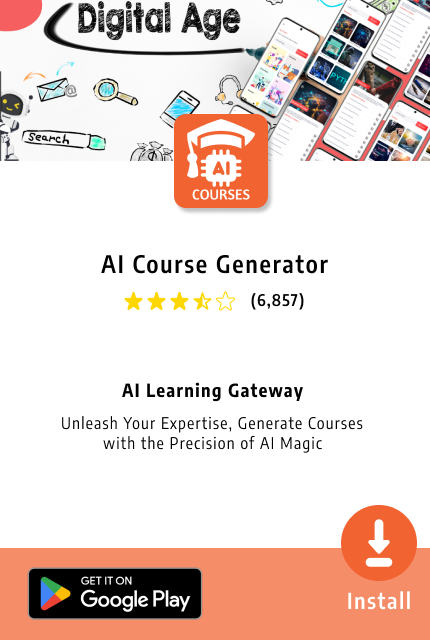 Digital Age
search
AI
COURSES
AI Course Generator
(6,857)
AI Learning Gateway
Unleash Your Expertise, Generate Courses
with the Precision of AI Magic
GET IT ON
Google Play
Install